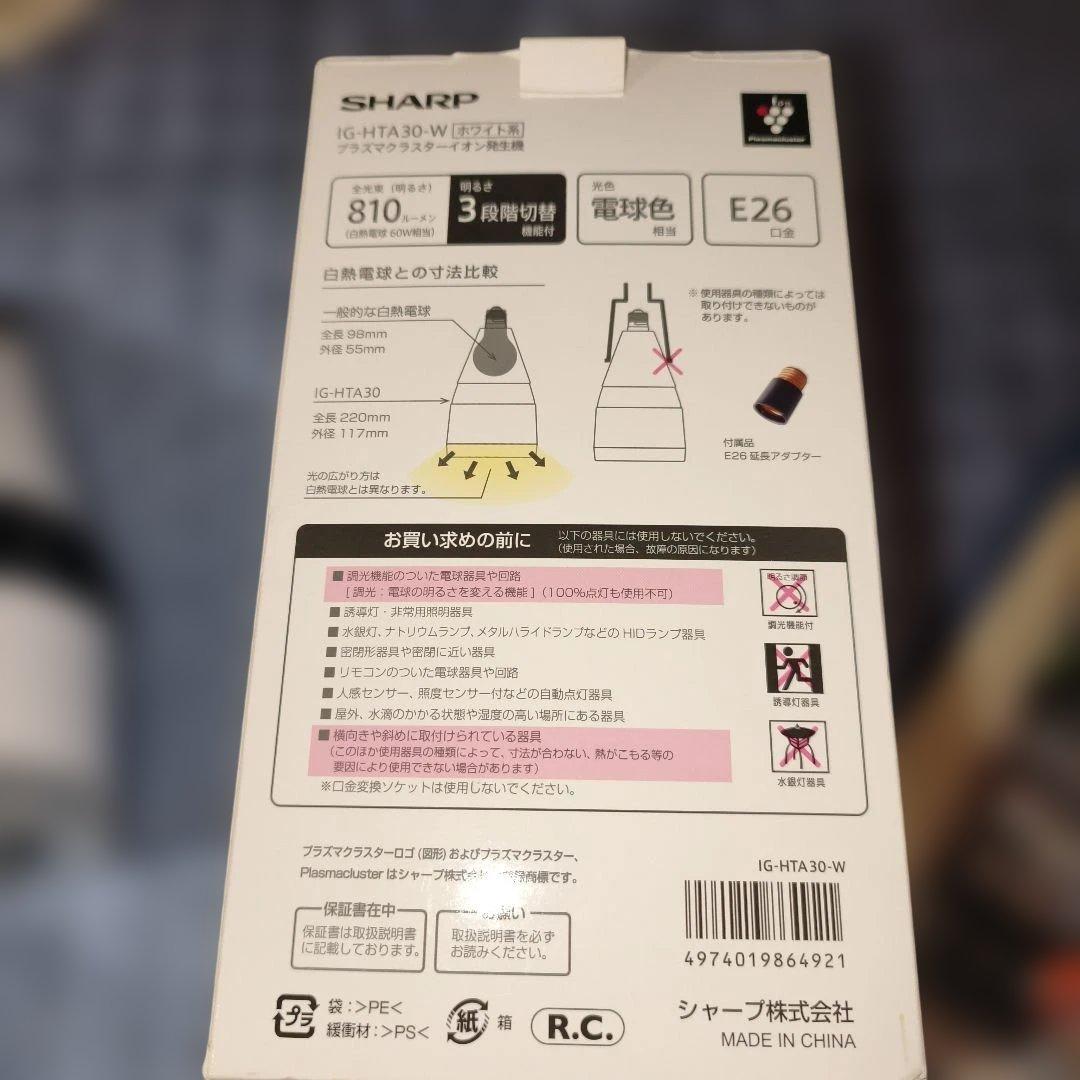 SHARP
IG-HTA30-W ホワイト系
プラズマクラスターイオン発生機
ion
Plasmacluster
全光束(明るさ)
810ルーメン
(白熱電球 60W相当)
明るさ
3段階切替
機能付
光色
電球色
相当
E26
口金
白熱電球との寸法比較
一般的な白熱電球
全長 98mm
外径 55mm
IG-HTA30
全長 220mm
外径 117mm
光の広がり方は
白熱電球とは異なります。
※ 使用器具の種類によっては
取り付けできないものが
あります。
付属品
E26 延長アダプター
お買い求めの前に
以下の器具には使用しないでください。
(使用された場合、故障の原因になります)
■ 調光機能のついた電球器具や回路
[ 調光:電球の明るさを変える機能 ](100%点灯も使用不可)
■ 誘導灯・非常用照明器具
■ 水銀灯、ナトリウムランプ、メタルハライドランプなどの HIDランプ器具
■ 密閉形器具や密閉に近い器具
■ リモコンのついた電球器具や回路
■ 人感センサー、照度センサー付などの自動点灯器具
■ 屋外、水滴のかかる状態や湿度の高い場所にある器具
■ 横向きや斜めに取付けられている器具
(このほか使用器具の種類によって、寸法が合わない、熱がこもる等の
要因により使用できない場合があります)
※口金変換ソケットは使用しないでください。
明るさ調節
調光機能付
誘導灯器具
水銀灯器具
プラズマクラスターロゴ (図形) およびプラズマクラスター、
Plasmacluster はシャープ株式会社の登録商標です。
保証書在中
保証書は取扱説明書
に記載しております。
お願い
取扱説明書を必ず
お読みください。
IG-HTA30-W
4974019864921
プラ
袋:>PE<
緩衝材:>PS<
紙
箱
R.C.
シャープ株式会社
MADE IN CHINA